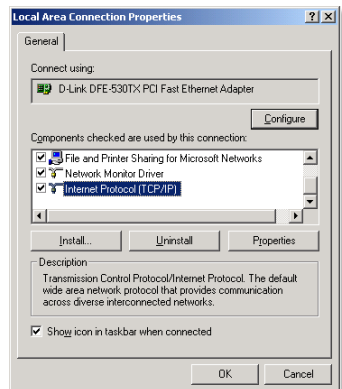 Local Area Connection Properties
General
Connect using:
D-Link DFE-530TX PCI Fast Ethernet Adapter
Configure
Components checked are used by this connection:
File and Printer Sharing for Microsoft Networks
Network Monitor Driver
Internet Protocol (TCP/IP)
Install... Uninstall Properties
Description
Transmission Control Protocol/Internet Protocol. The default
wide area network protocol that provides communication
across diverse interconnected networks.
Show icon in taskbar when connected
OK Cancel